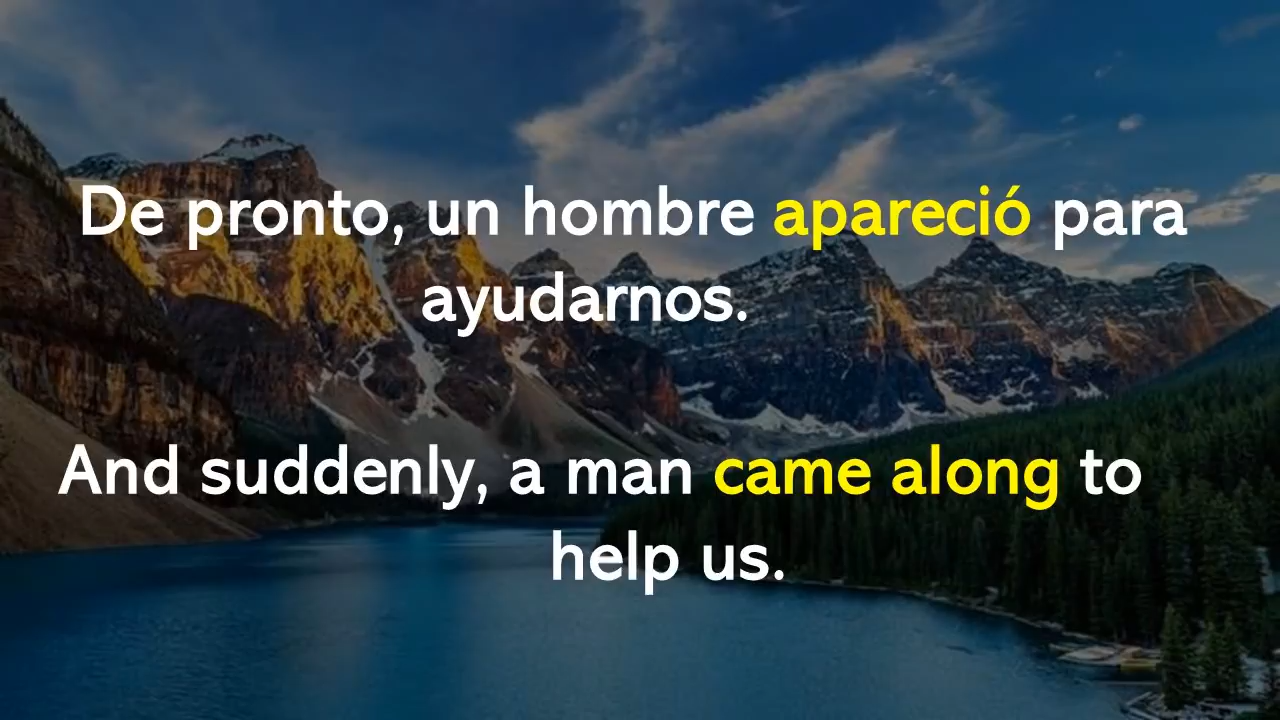 De pronto, un hombre apareció para
ayudarnos.
And suddenly, a man came along to
help us.